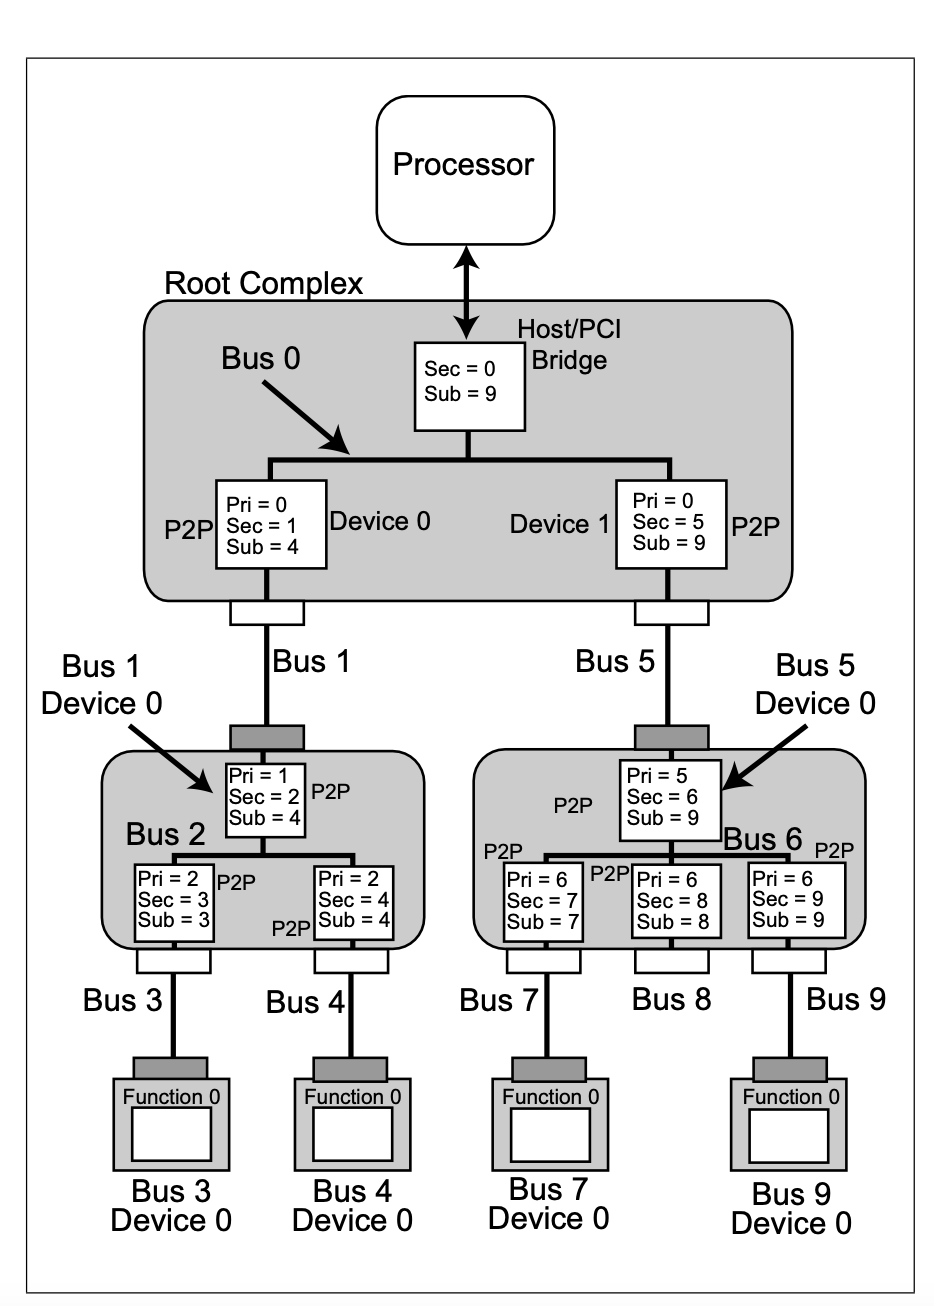 Processor
Root Complex
Host/PCI
Bridge
Bus 0
Sec = 0
Sub = 9
P2P
Pri = 0
Sec = 1
Sub = 4
Device 0
Device 1
Pri = 0
Sec = 5
Sub = 9
P2P
Bus 1
Bus 5
Bus 1
Device 0
Bus 5
Device 0
Pri = 1
Sec = 2
Sub = 4
P2P
Bus 2
Pri = 2
Sec = 3
Sub = 3
P2P
Pri = 2
Sec = 4
Sub = 4
P2P
P2P
Pri = 5
Sec = 6
Sub = 9
Bus 6
P2P
Pri = 6
Sec = 7
Sub = 7
P2P
Pri = 6
Sec = 8
Sub = 8
P2P
Pri = 6
Sec = 9
Sub = 9
Bus 3
Bus 4
Bus 7
Bus 8
Bus 9
Function 0
Function 0
Function 0
Function 0
Bus 3
Device 0
Bus 4
Device 0
Bus 7
Device 0
Bus 9
Device 0